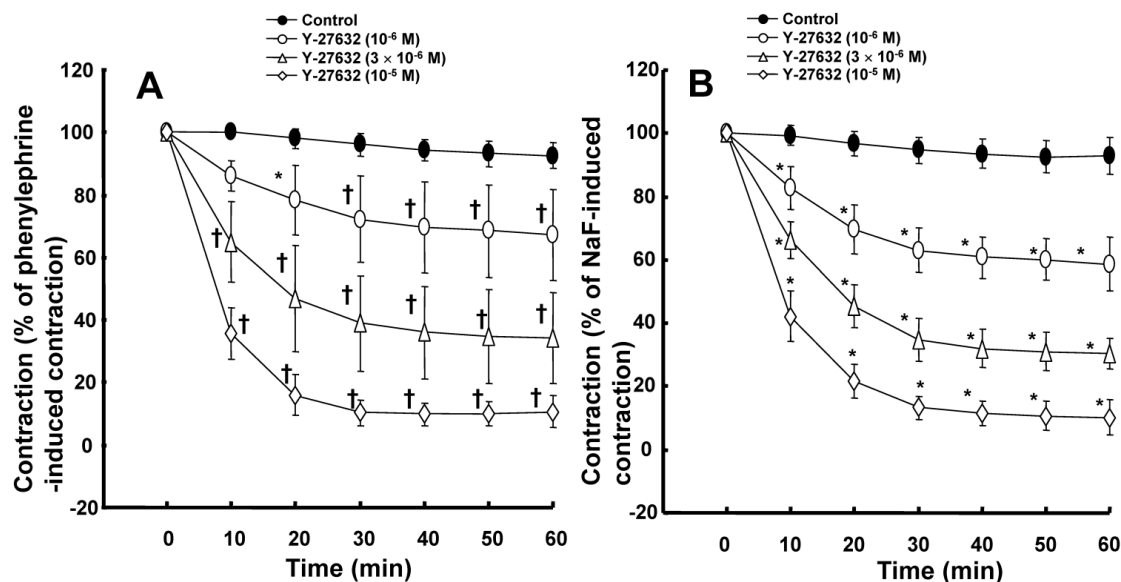 Control
Y-27632 (10⁻⁶ M)
Y-27632 (3 × 10⁻⁶ M)
Y-27632 (10⁻⁵ M)
A
120
100
80
60
40
20
0
-20
Contraction (% of phenylephrine
-induced contraction)
* † † † †
† † † † † †
† † † † † †
0 10 20 30 40 50 60
Time (min)
Control
Y-27632 (10⁻⁶ M)
Y-27632 (3 × 10⁻⁶ M)
Y-27632 (10⁻⁵ M)
B
120
100
80
60
40
20
0
-20
Contraction (% of NaF-induced
contraction)
* * * * * *
* * * * * *
* * * * * *
0 10 20 30 40 50 60
Time (min)